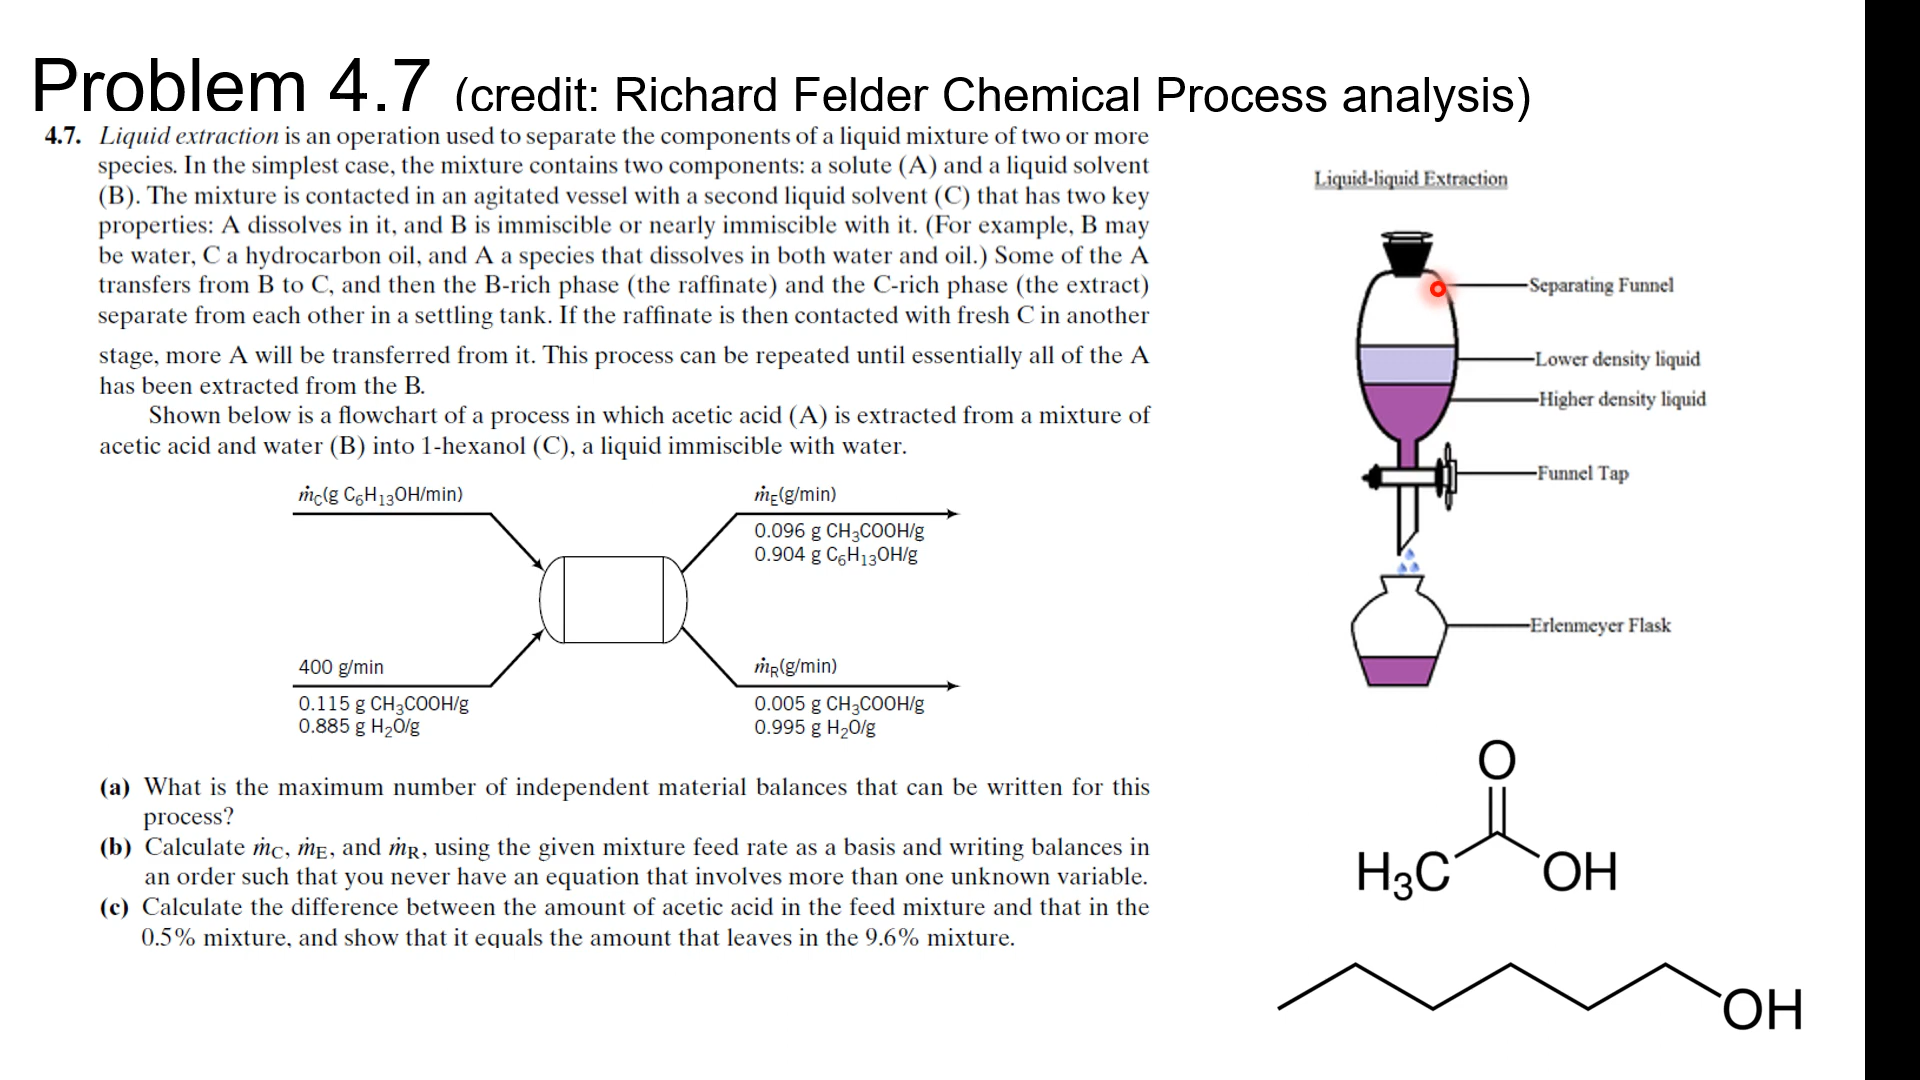 Problem 4.7 (credit: Richard Felder Chemical Process analysis)
4.7. Liquid extraction is an operation used to separate the components of a liquid mixture of two or more
species. In the simplest case, the mixture contains two components: a solute (A) and a liquid solvent
(B). The mixture is contacted in an agitated vessel with a second liquid solvent (C) that has two key
properties: A dissolves in it, and B is immiscible or nearly immiscible with it. (For example, B may
be water, C a hydrocarbon oil, and A a species that dissolves in both water and oil.) Some of the A
transfers from B to C, and then the B-rich phase (the raffinate) and the C-rich phase (the extract)
separate from each other in a settling tank. If the raffinate is then contacted with fresh C in another
stage, more A will be transferred from it. This process can be repeated until essentially all of the A
has been extracted from the B.
Shown below is a flowchart of a process in which acetic acid (A) is extracted from a mixture of
acetic acid and water (B) into 1-hexanol (C), a liquid immiscible with water.
ṁC(g C₆H₁₃OH/min)
ṁE(g/min)
0.096 g CH₃COOH/g
0.904 g C₆H₁₃OH/g
400 g/min
0.115 g CH₃COOH/g
0.885 g H₂O/g
ṁR(g/min)
0.005 g CH₃COOH/g
0.995 g H₂O/g
(a) What is the maximum number of independent material balances that can be written for this
process?
(b) Calculate ṁC, ṁE, and ṁR, using the given mixture feed rate as a basis and writing balances in
an order such that you never have an equation that involves more than one unknown variable.
(c) Calculate the difference between the amount of acetic acid in the feed mixture and that in the
0.5% mixture, and show that it equals the amount that leaves in the 9.6% mixture.
Liquid-liquid Extraction
Separating Funnel
Lower density liquid
Higher density liquid
Funnel Tap
Erlenmeyer Flask
O
H₃C OH
OH